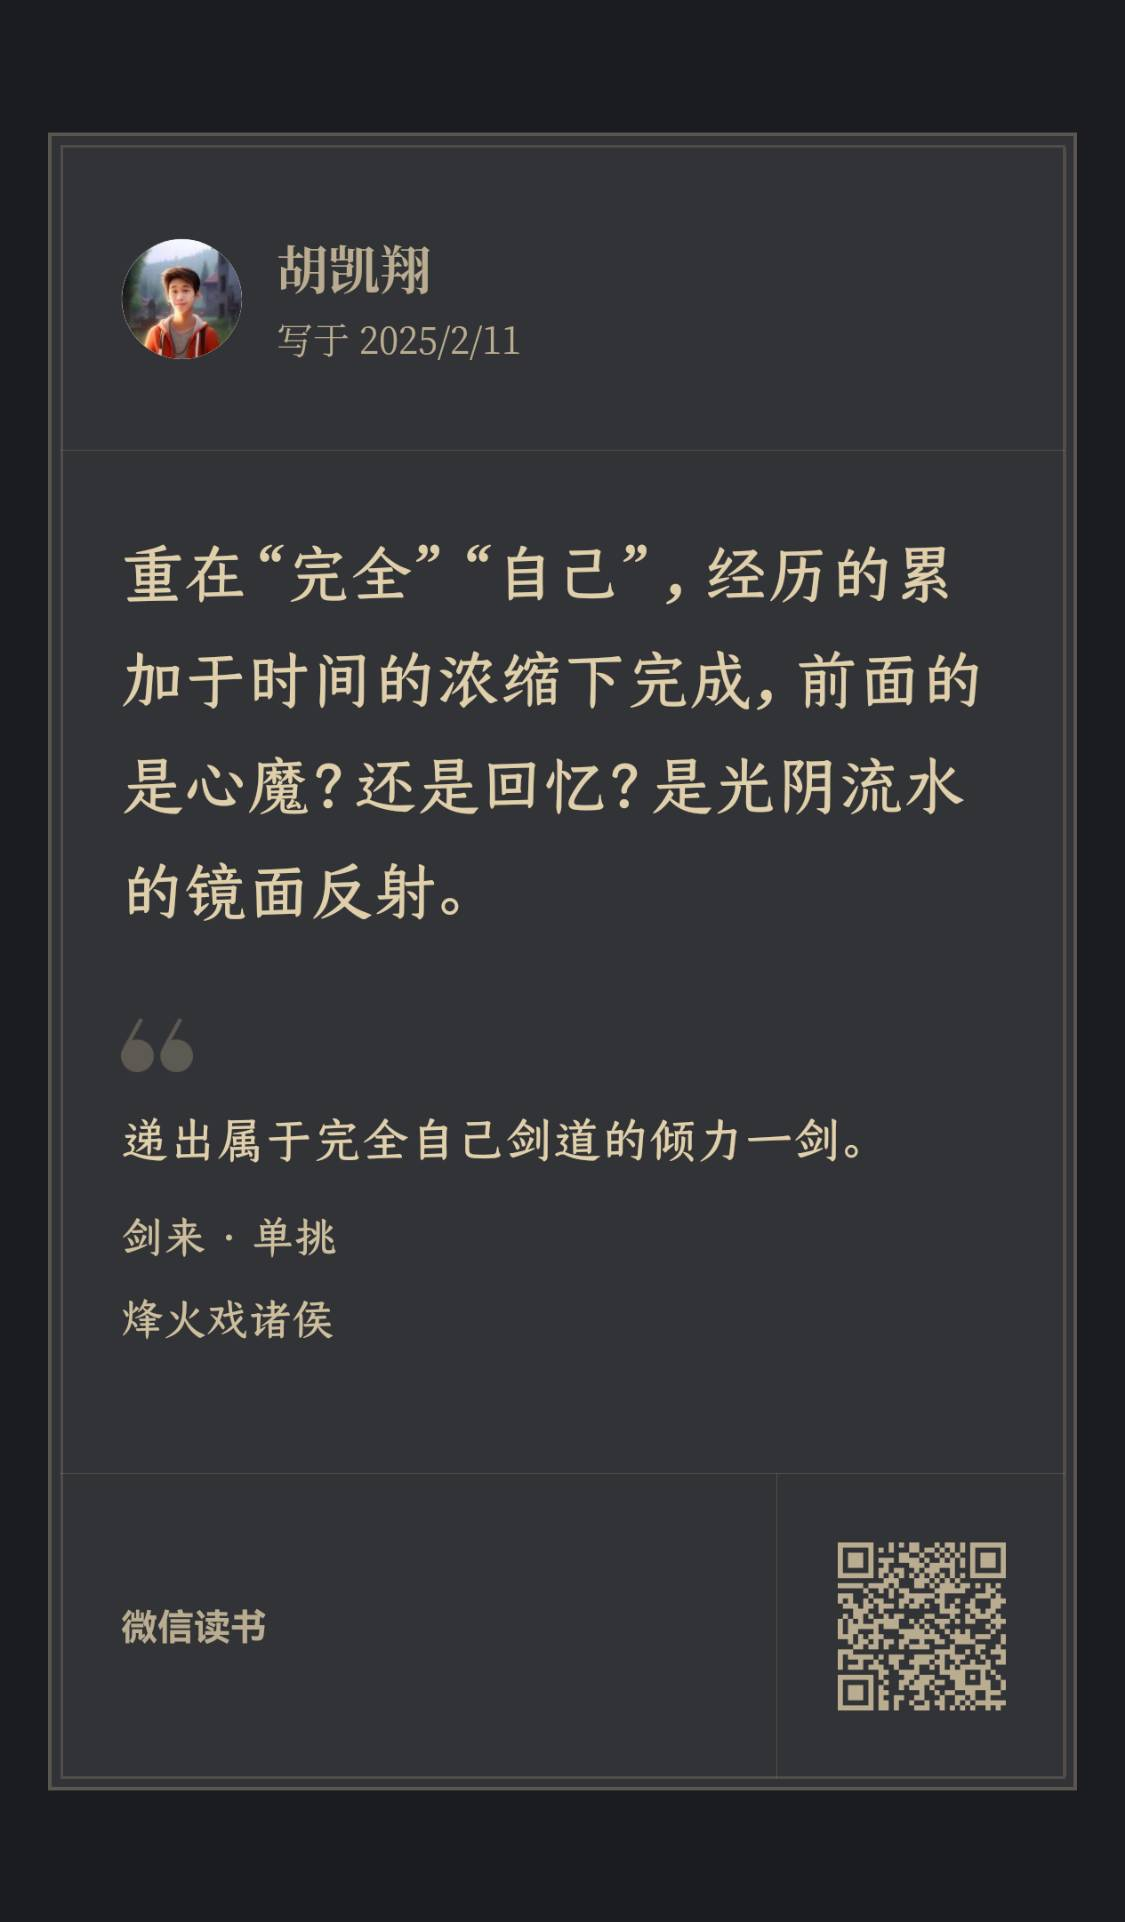 胡凯翔
写于 2025/2/11
重在“完全”“自己”，经历的累
加于时间的浓缩下完成，前面的
是心魔？还是回忆？是光阴流水
的镜面反射。
递出属于完全自己剑道的倾力一剑。
剑来 · 单挑
烽火戏诸侯
微信读书